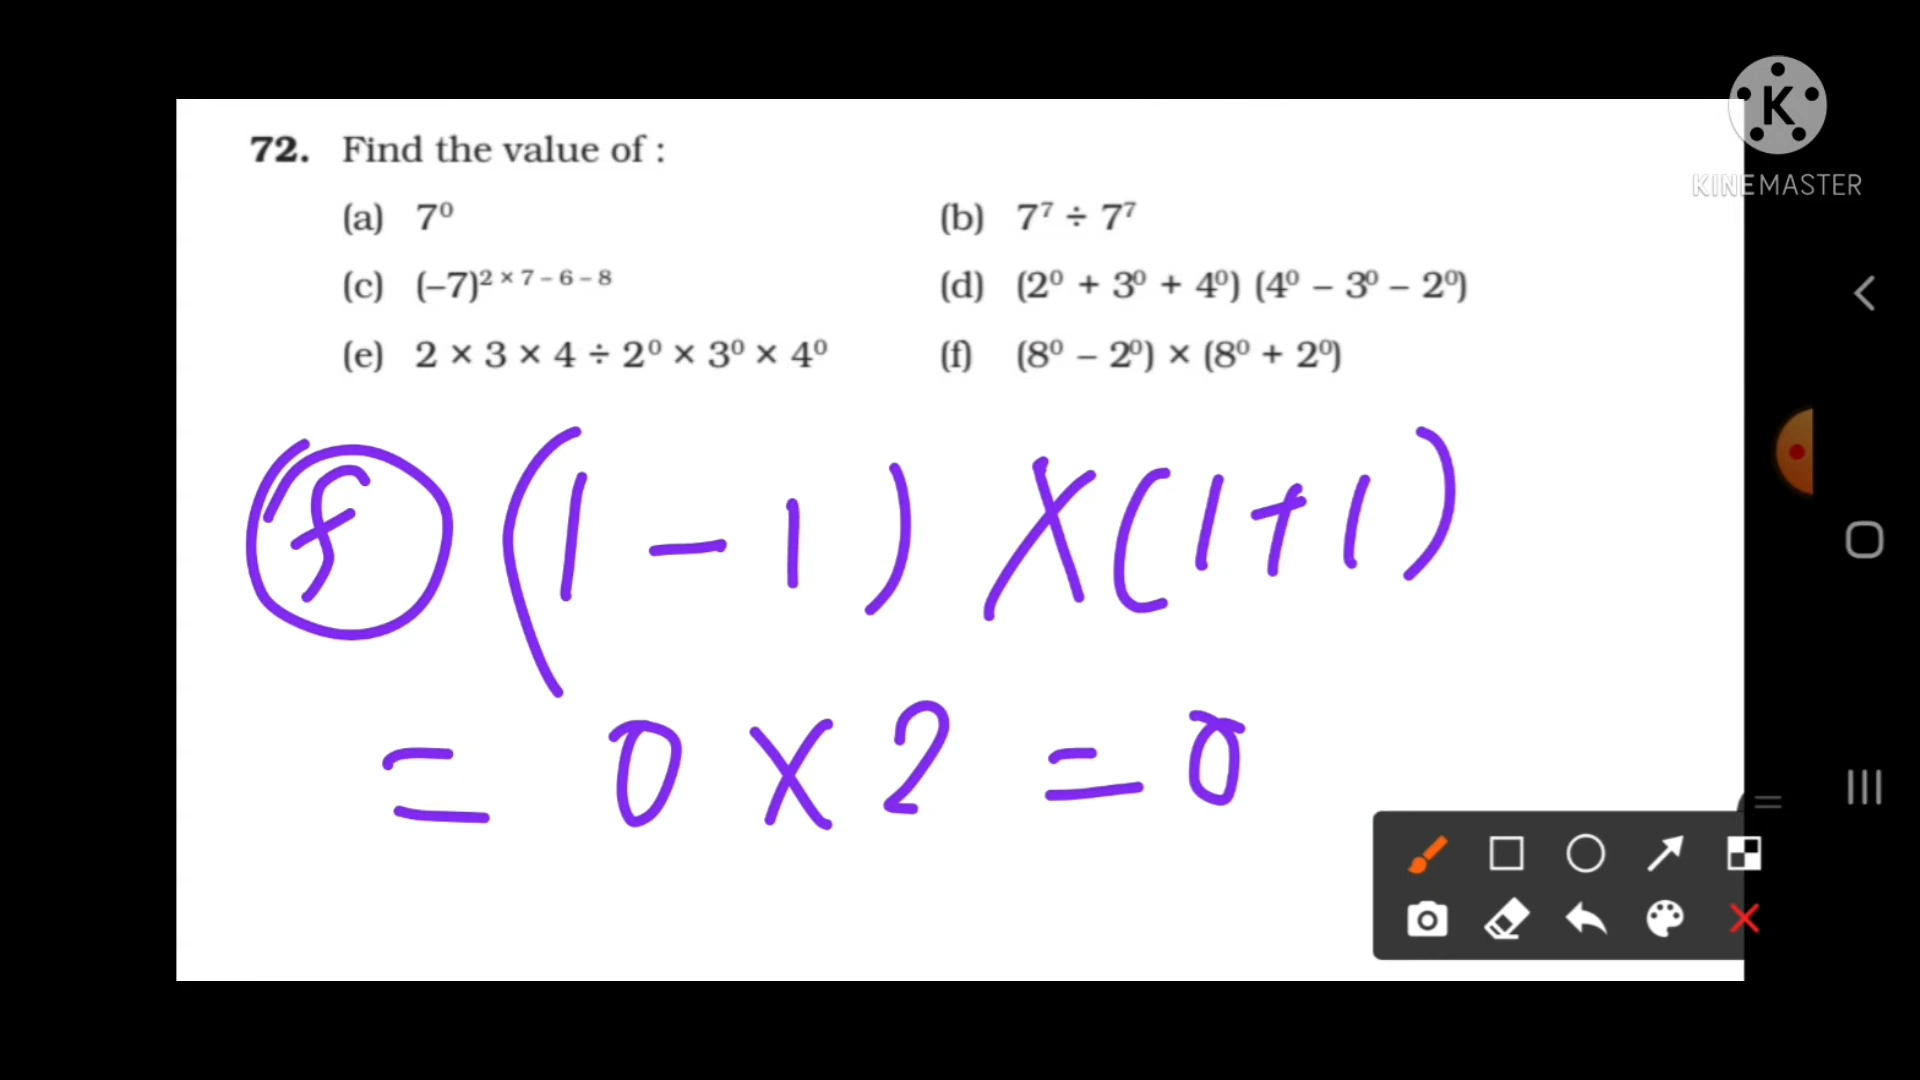 72. Find the value of :
(a) 7⁰ (b) 7⁷ ÷ 7⁷
(c) (–7)² ˣ ⁷ ⁻ ⁶ ⁻ ⁸ (d) (2⁰ + 3⁰ + 4⁰) (4⁰ – 3⁰ – 2⁰)
(e) 2 × 3 × 4 ÷ 2⁰ × 3⁰ × 4⁰ (f) (8⁰ – 2⁰) × (8⁰ + 2⁰)
f (1 - 1) X (1+1)
= 0 X 2 = 0
K
KINEMASTER